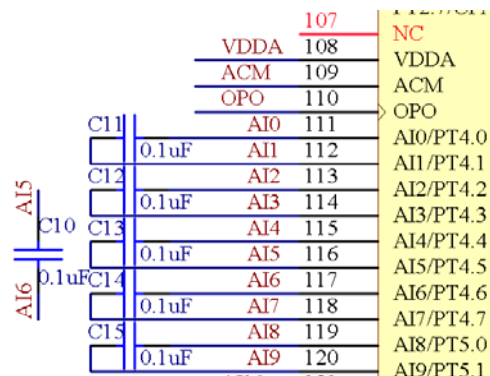 107
NC
VDDA 108 VDDA
ACM 109 ACM
OPO 110 OPO
C11 AI0 111 AI0/PT4.0
0.1uF AI1 112 AI1/PT4.1
C12 AI2 113 AI2/PT4.2
0.1uF AI3 114 AI3/PT4.3
C13 AI4 115 AI4/PT4.4
0.1uF AI5 116 AI5/PT4.5
C14 AI6 117 AI6/PT4.6
0.1uF AI7 118 AI7/PT4.7
C15 AI8 119 AI8/PT5.0
0.1uF AI9 120 AI9/PT5.1
AI5
C10
0.1uF
AI6